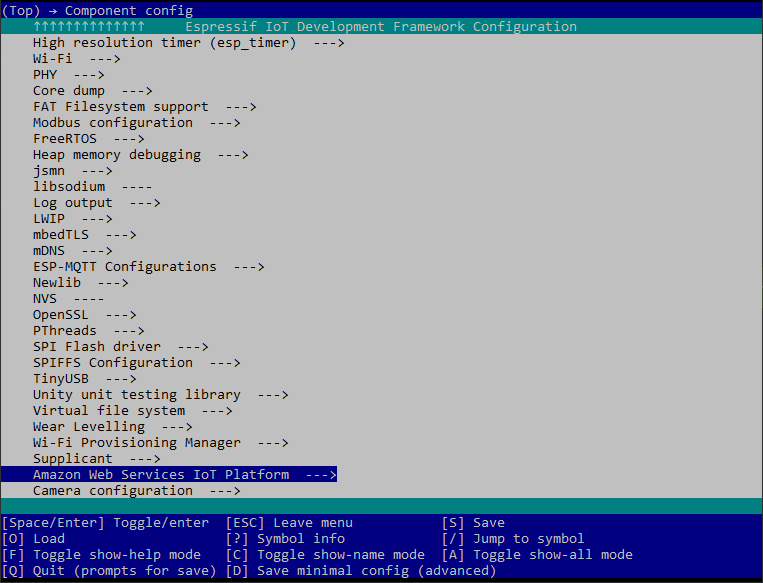 (Top) → Component config
↑↑↑↑↑↑↑↑↑↑↑↑↑↑ Espressif IoT Development Framework Configuration
High resolution timer (esp_timer) --->
Wi-Fi --->
PHY --->
Core dump --->
FAT Filesystem support --->
Modbus configuration --->
FreeRTOS --->
Heap memory debugging --->
jsmn --->
libsodium ----
Log output --->
LWIP --->
mbedTLS --->
mDNS --->
ESP-MQTT Configurations --->
Newlib --->
NVS ----
OpenSSL --->
PThreads --->
SPI Flash driver --->
SPIFFS Configuration --->
TinyUSB --->
Unity unit testing library --->
Virtual file system --->
Wear Levelling --->
Wi-Fi Provisioning Manager --->
Supplicant --->
Amazon Web Services IoT Platform --->
Camera configuration --->
[Space/Enter] Toggle/enter [ESC] Leave menu [S] Save
[O] Load [?] Symbol info [/] Jump to symbol
[F] Toggle show-help mode [C] Toggle show-name mode [A] Toggle show-all mode
[Q] Quit (prompts for save) [D] Save minimal config (advanced)